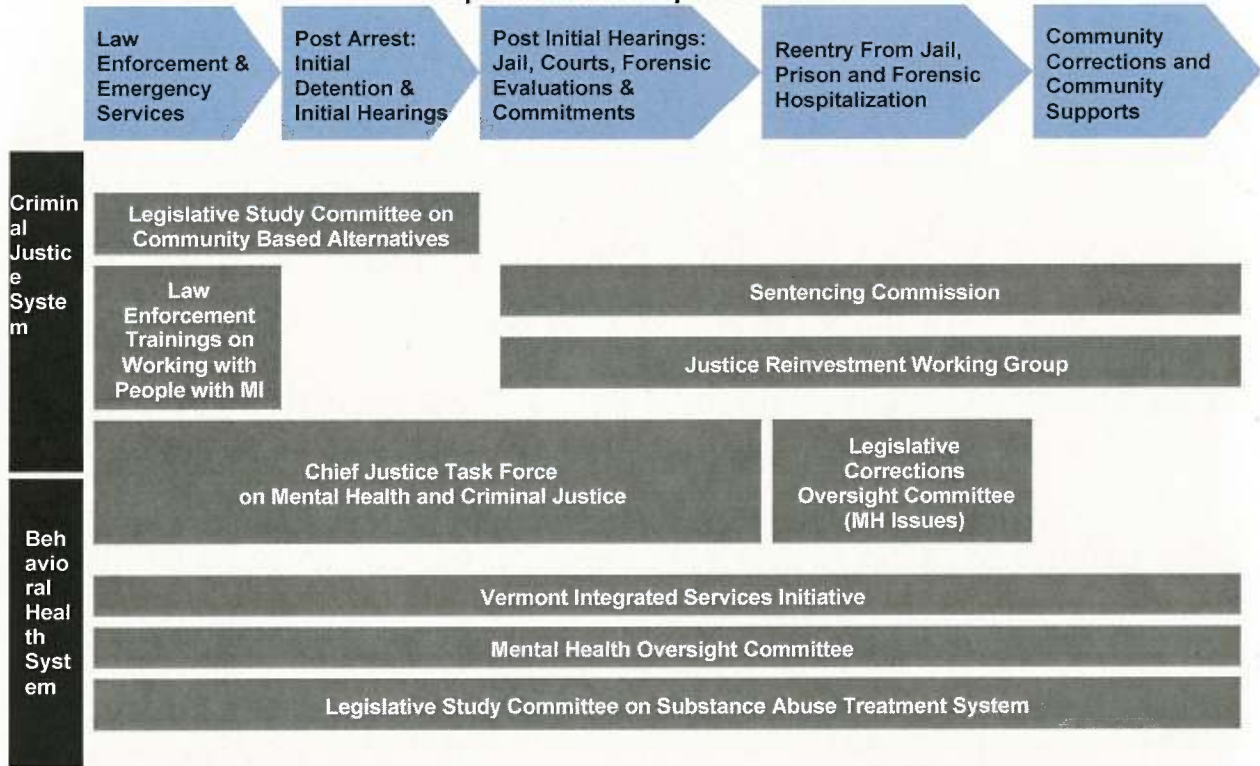 Law
Enforcement &
Emergency
Services
Post Arrest:
Initial
Detention &
Initial Hearings
Post Initial Hearings:
Jail, Courts, Forensic
Evaluations &
Commitments
Reentry From Jail,
Prison and Forensic
Hospitalization
Community
Corrections and
Community
Supports
Crimin
al
Justic
e
Syste
m
Legislative Study Committee on
Community Based Alternatives
Law
Enforcement
Trainings on
Working with
People with MI
Sentencing Commission
Justice Reinvestment Working Group
Chief Justice Task Force
on Mental Health and Criminal Justice
Legislative
Corrections
Oversight Committee
(MH Issues)
Beh
avio
ral
Heal
th
Syst
em
Vermont Integrated Services Initiative
Mental Health Oversight Committee
Legislative Study Committee on Substance Abuse Treatment System